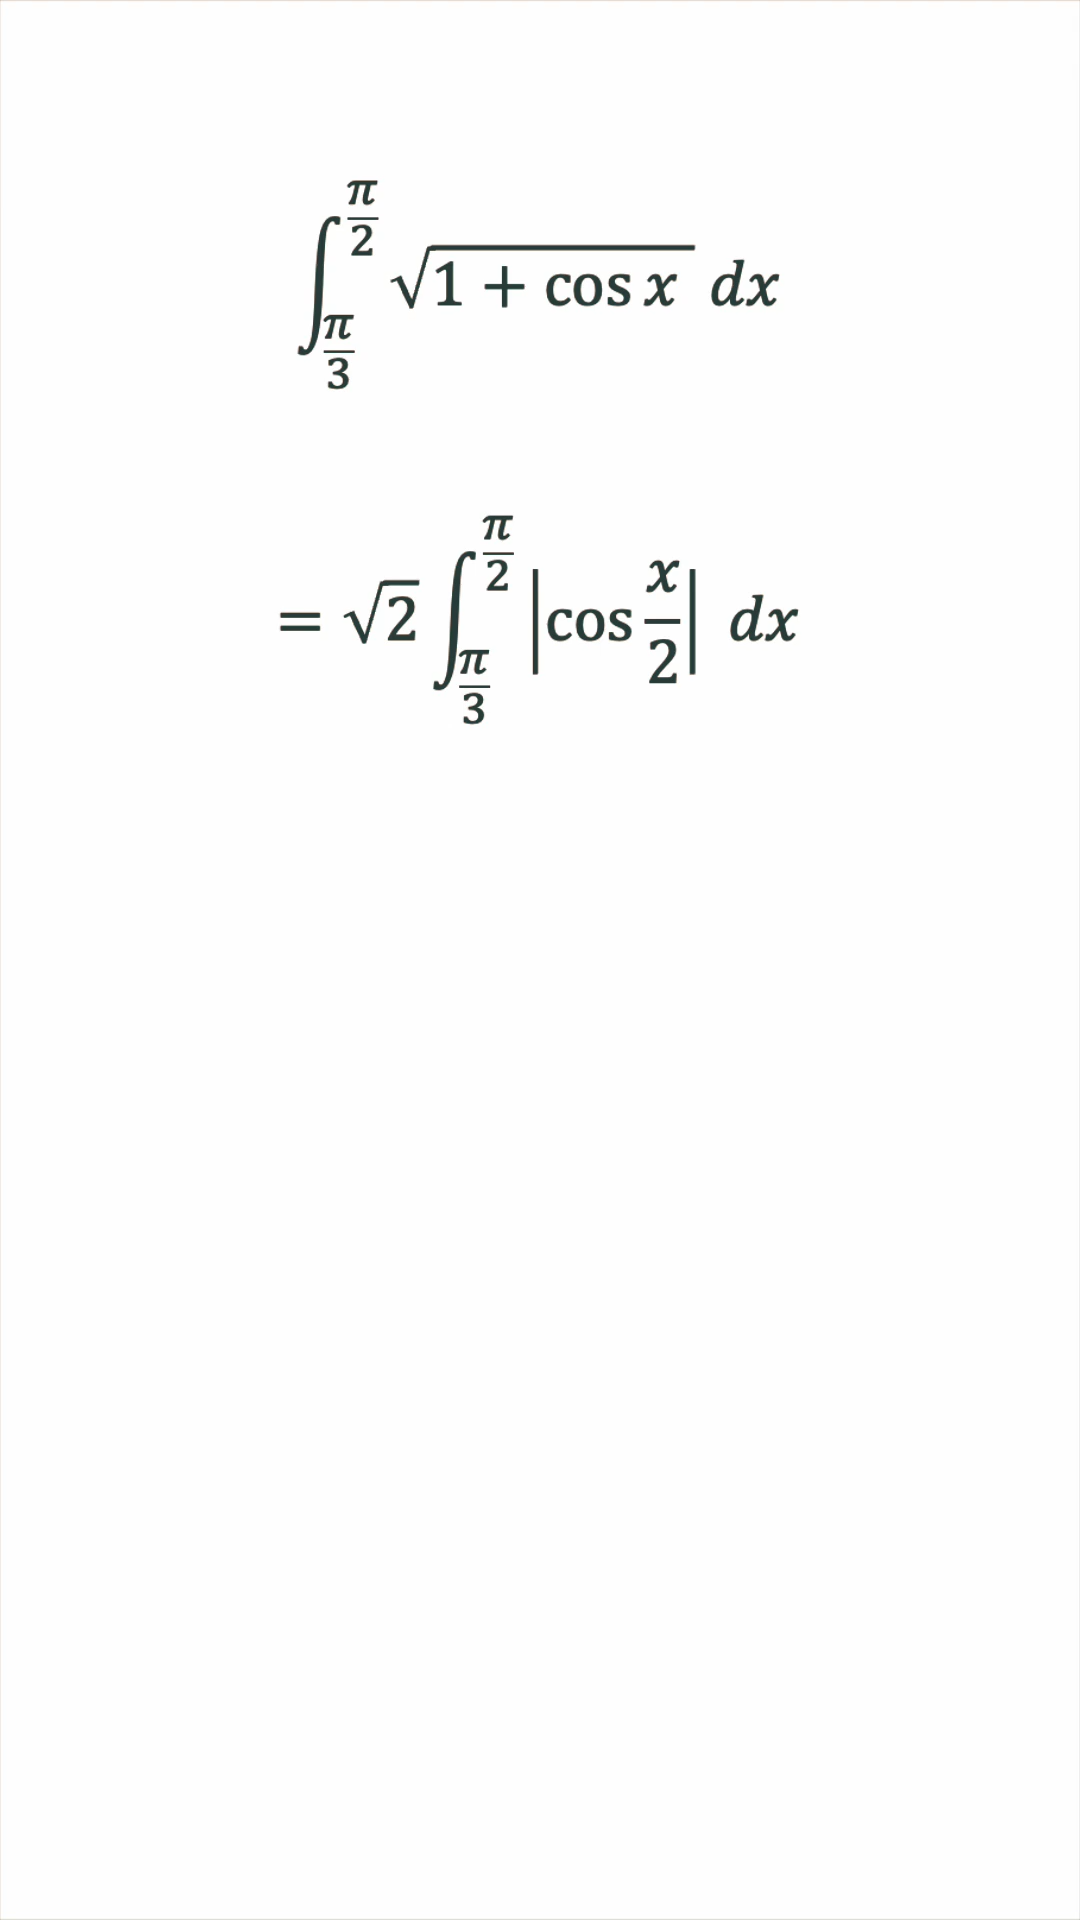 ∫_{π/3}^{π/2} √(1 + cos x) dx
= √2 ∫_{π/3}^{π/2} |cos x/2| dx